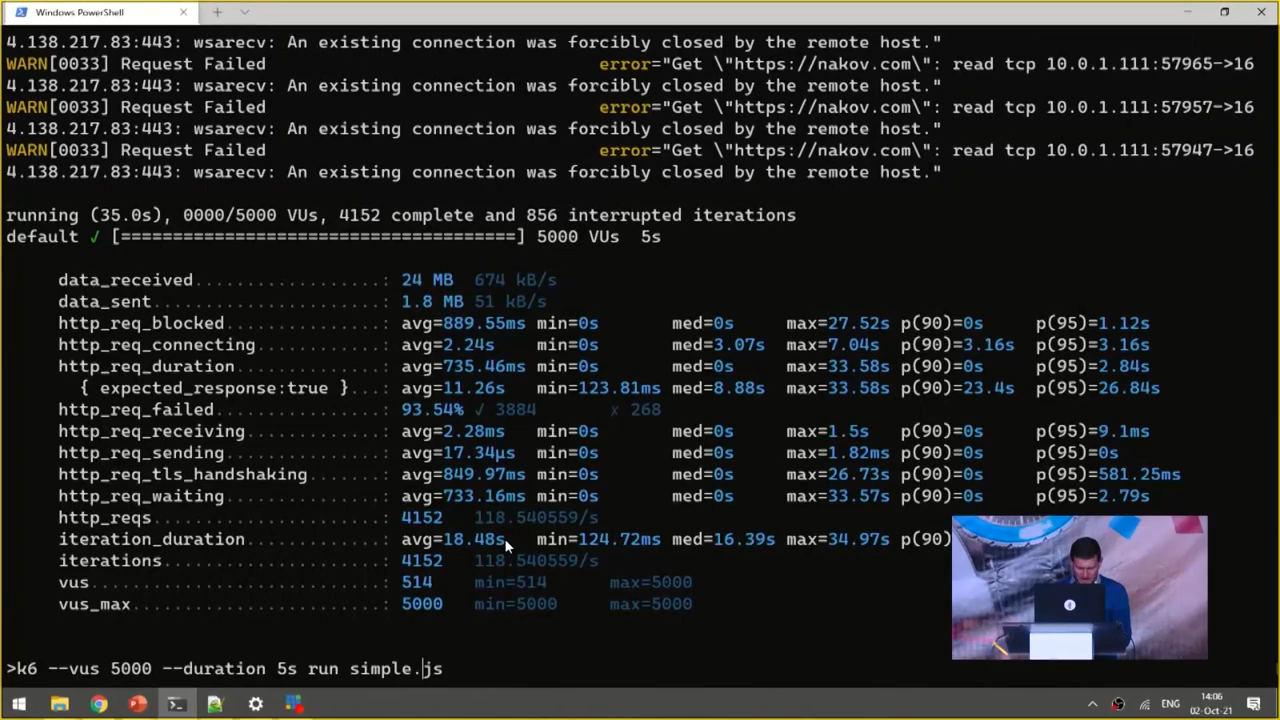 Windows PowerShell
4.138.217.83:443: wsarecv: An existing connection was forcibly closed by the remote host."
WARN[0033] Request Failed error="Get \"https://nakov.com\": read tcp 10.0.1.111:57965->16
4.138.217.83:443: wsarecv: An existing connection was forcibly closed by the remote host."
WARN[0033] Request Failed error="Get \"https://nakov.com\": read tcp 10.0.1.111:57957->16
4.138.217.83:443: wsarecv: An existing connection was forcibly closed by the remote host."
WARN[0033] Request Failed error="Get \"https://nakov.com\": read tcp 10.0.1.111:57947->16
4.138.217.83:443: wsarecv: An existing connection was forcibly closed by the remote host."
running (35.0s), 0000/5000 VUs, 4152 complete and 856 interrupted iterations
default ✓ [======================================] 5000 VUs  5s
data_received..................: 24 MB 674 kB/s
data_sent......................: 1.8 MB 51 kB/s
http_req_blocked...............: avg=889.55ms min=0s med=0s max=27.52s p(90)=0s p(95)=1.12s
http_req_connecting............: avg=2.24s min=0s med=3.07s max=7.04s p(90)=3.16s p(95)=3.16s
http_req_duration..............: avg=735.46ms min=0s med=0s max=33.58s p(90)=0s p(95)=2.84s
{ expected_response:true }...: avg=11.26s min=123.81ms med=8.88s max=33.58s p(90)=23.4s p(95)=26.84s
http_req_failed................: 93.54% ✓ 3884 ✗ 268
http_req_receiving.............: avg=2.28ms min=0s med=0s max=1.5s p(90)=0s p(95)=9.1ms
http_req_sending...............: avg=17.34µs min=0s med=0s max=1.82ms p(90)=0s p(95)=0s
http_req_tls_handshaking.......: avg=849.97ms min=0s med=0s max=26.73s p(90)=0s p(95)=581.25ms
http_req_waiting...............: avg=733.16ms min=0s med=0s max=33.57s p(90)=0s p(95)=2.79s
http_reqs......................: 4152 118.540559/s
iteration_duration.............: avg=18.48s min=124.72ms med=16.39s max=34.97s p(90)
iterations.....................: 4152 118.540559/s
vus............................: 514 min=514 max=5000
vus_max........................: 5000 min=5000 max=5000
>k6 --vus 5000 --duration 5s run simple.js
ENG
14:06
02-Oct-21